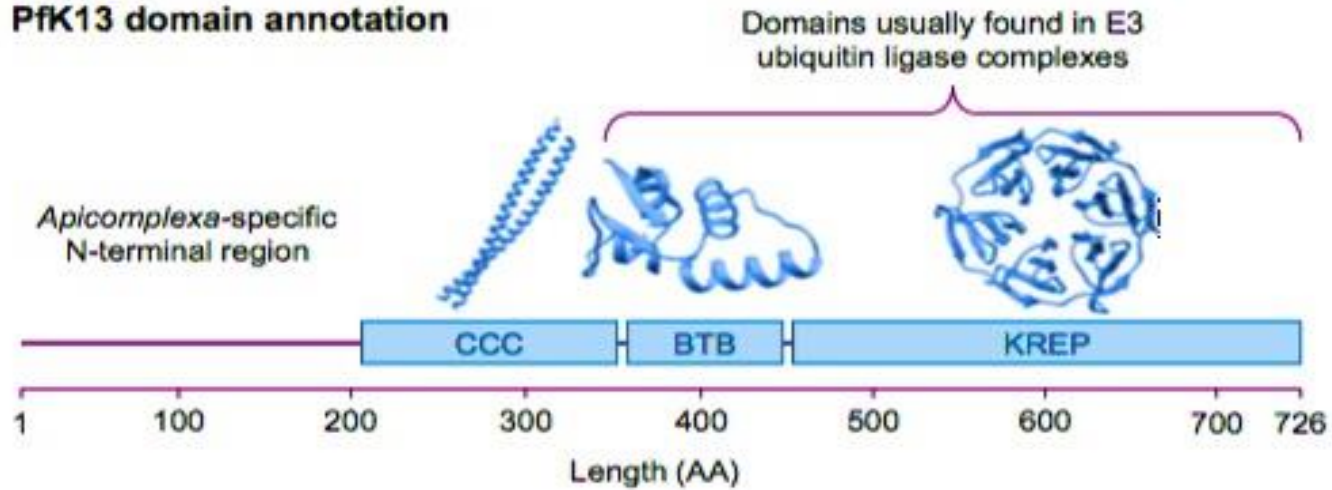 PfK13 domain annotation
Domains usually found in E3
ubiquitin ligase complexes
Apicomplexa-specific
N-terminal region
CCC BTB KREP
1 100 200 300 400 500 600 700 726
Length (AA)